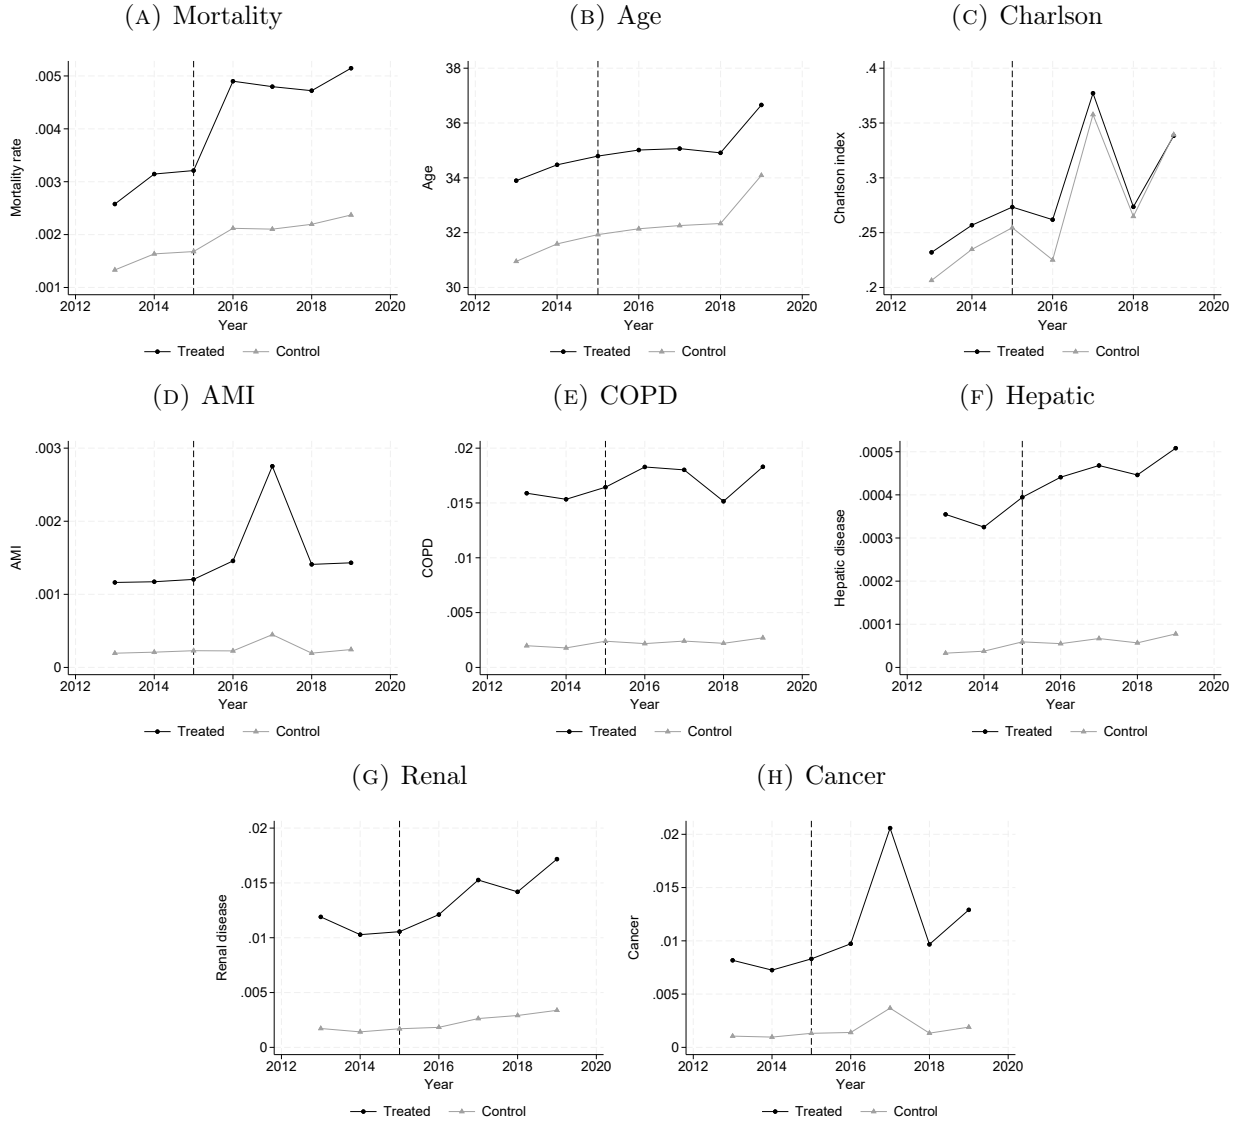 (A) Mortality
.005
.004
.003
.002
.001
Mortality rate
2012 2014 2016 2018 2020
Year
Treated Control
(B) Age
38
36
34
32
30
Age
2012 2014 2016 2018 2020
Year
Treated Control
(C) Charlson
.4
.35
.3
.25
.2
Charlson index
2012 2014 2016 2018 2020
Year
Treated Control
(D) AMI
.003
.002
.001
0
AMI
2012 2014 2016 2018 2020
Year
Treated Control
(E) COPD
.02
.015
.01
.005
0
COPD
2012 2014 2016 2018 2020
Year
Treated Control
(F) Hepatic
.0005
.0004
.0003
.0002
.0001
0
Hepatic disease
2012 2014 2016 2018 2020
Year
Treated Control
(G) Renal
.02
.015
.01
.005
0
Renal disease
2012 2014 2016 2018 2020
Year
Treated Control
(H) Cancer
.02
.015
.01
.005
0
Cancer
2012 2014 2016 2018 2020
Year
Treated Control